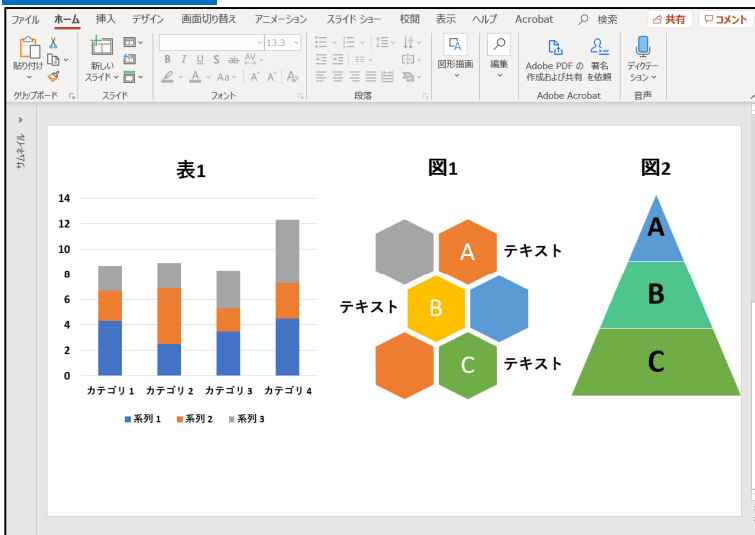 ファイル ホーム 挿入 デザイン 画面切り替え アニメーション スライド ショー 校閲 表示 ヘルプ Acrobat 検索 共有 コメント
13.3
B I U S ab AV
Aa A A A
貼り付け 新しい スライド 図形描画 編集 Adobe PDF の 作成および共有 署名 を依頼 ディクテー ション
クリップボード スライド フォント 段落 Adobe Acrobat 音声
サムネイル
表1
14
12
10
8
6
4
2
0
カテゴリ 1 カテゴリ 2 カテゴリ 3 カテゴリ 4
系列 1 系列 2 系列 3
図1
A テキスト
テキスト B
C テキスト
図2
A
B
C